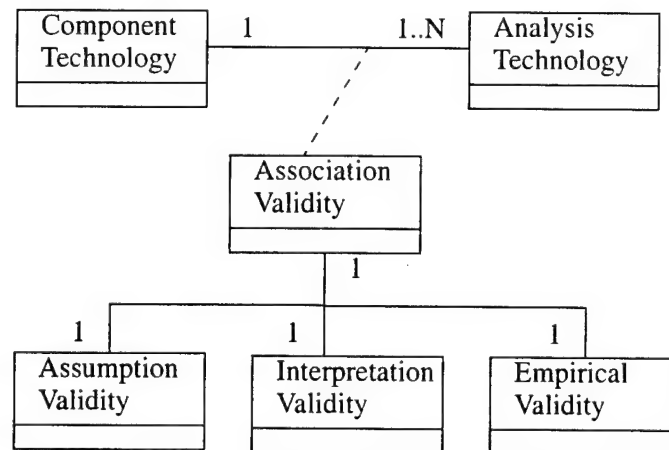 Component
Technology
1
1..N
Analysis
Technology
Association
Validity
1
1
1
1
Assumption
Validity
Interpretation
Validity
Empirical
Validity